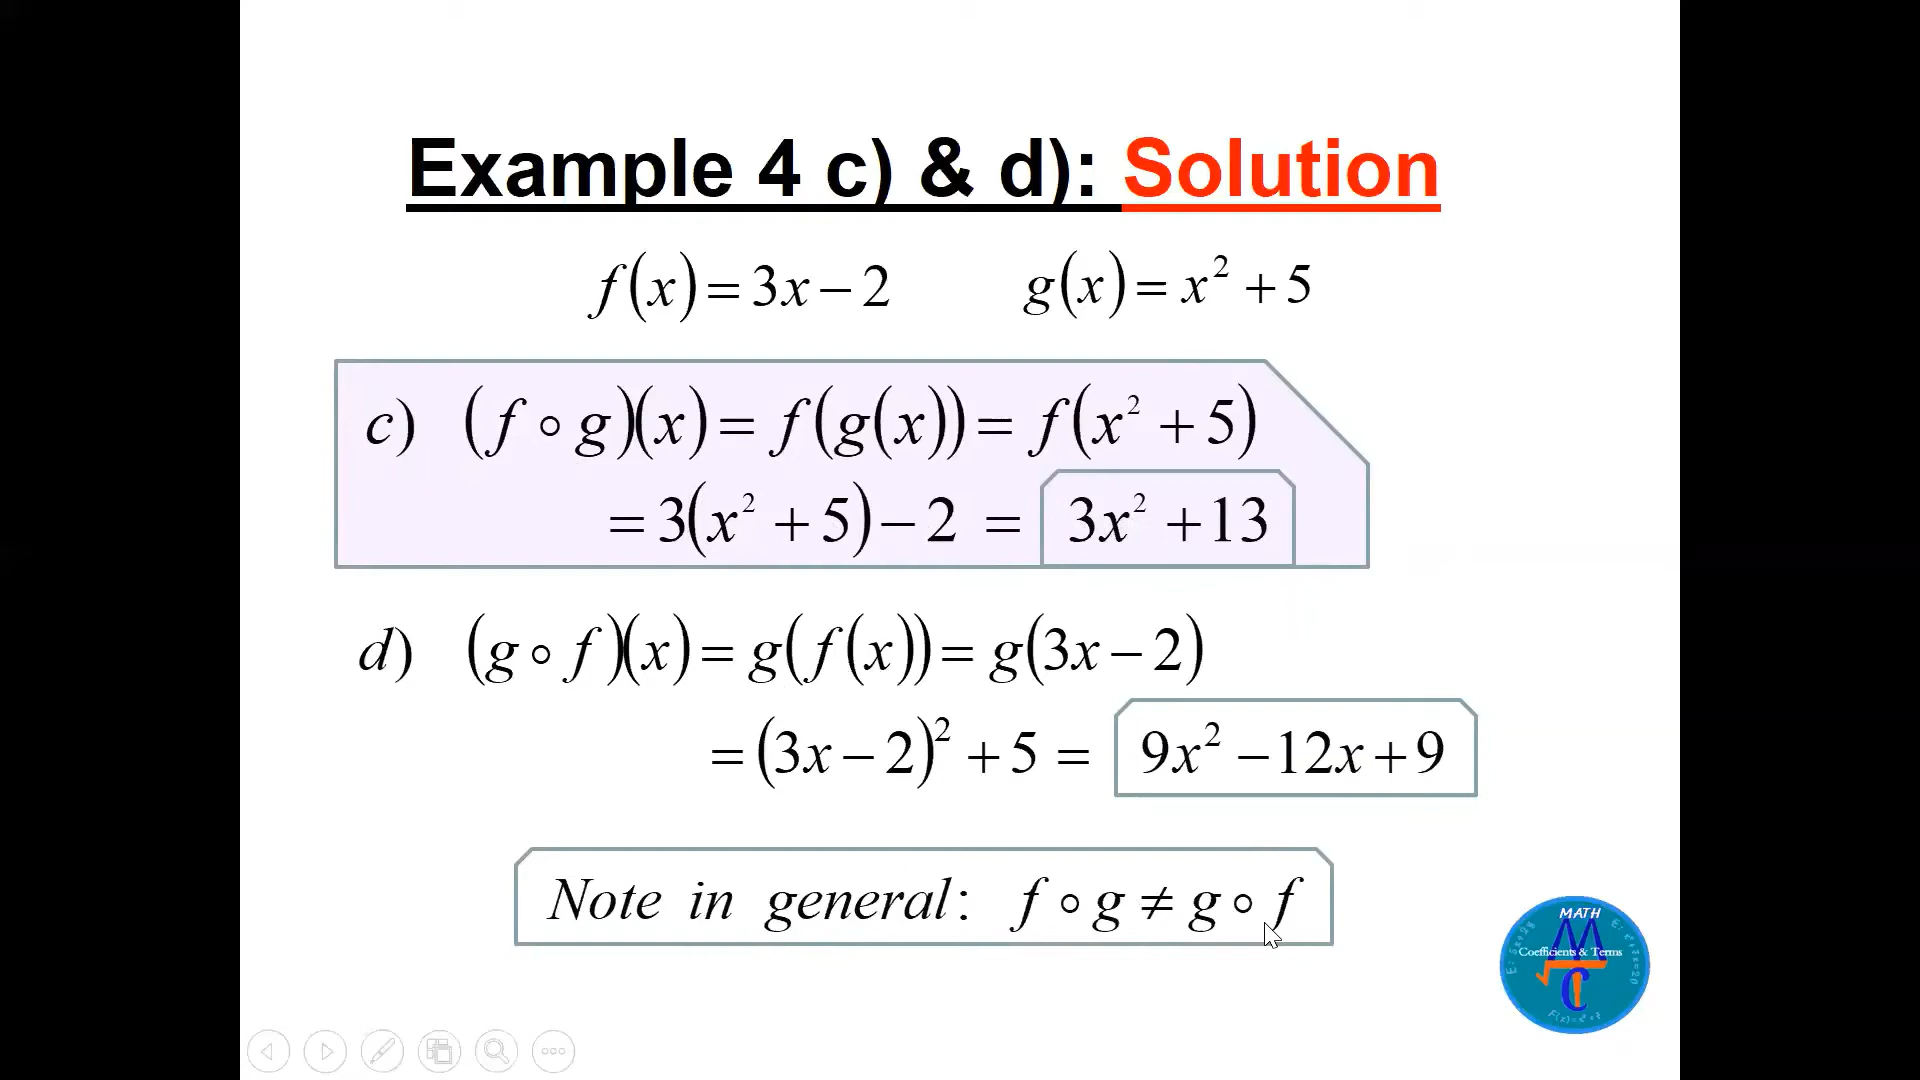 Example 4 c) & d): Solution
f(x) = 3x − 2 g(x) = x² + 5
c) (f ∘ g)(x) = f(g(x)) = f(x² + 5)
= 3(x² + 5) − 2 = 3x² + 13
d) (g ∘ f)(x) = g(f(x)) = g(3x − 2)
= (3x − 2)² + 5 = 9x² − 12x + 9
Note in general: f ∘ g ≠ g ∘ f
MATH
Coefficients & Terms